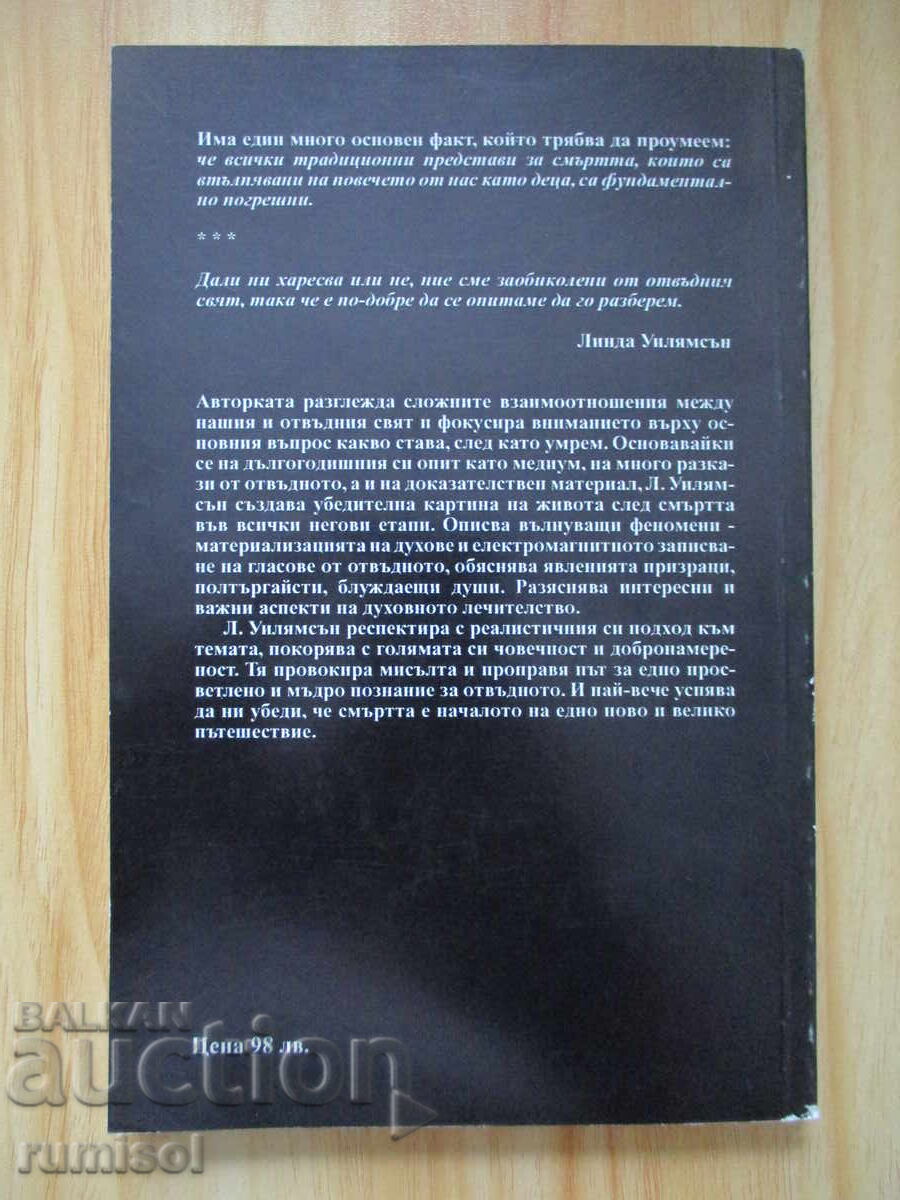 Има един много основен факт, който трябва да проумеем:
че всички традиционни представи за смъртта, които са
втълпявани на повечето от нас като деца, са фундаментал-
но погрешни.
* * *
Дали ни харесва или не, ние сме заобиколени от отвъдния
свят, така че е по-добре да се опитаме да го разберем.
Линда Уилямсън
Авторката разглежда сложните взаимоотношения между
нашия и отвъдния свят и фокусира вниманието върху ос-
новния въпрос какво става, след като умрем. Основавайки
се на дългогодишния си опит като медиум, на много разка-
зи от отвъдното, а и на доказателствен материал, Л. Уилям-
сън създава убедителна картина на живота след смъртта
във всички негови етапи. Описва вълнуващи феномени -
материализацията на духове и електромагнитното записва-
не на гласове от отвъдното, обяснява явленията призраци,
полтъргайсти, блуждаещи души. Разяснява интересни и
важни аспекти на духовното лечителство.
Л. Уилямсън респектира с реалистичния си подход към
темата, покорява с голямата си човечност и добронамере-
ност. Тя провокира мисълта и проправя път за едно прос-
ветлено и мъдро познание за отвъдното. И най-вече успява
да ни убеди, че смъртта е началото на едно ново и велико
пътешествие.
BALKAN
auction
Цена 98 лв.
rumisol